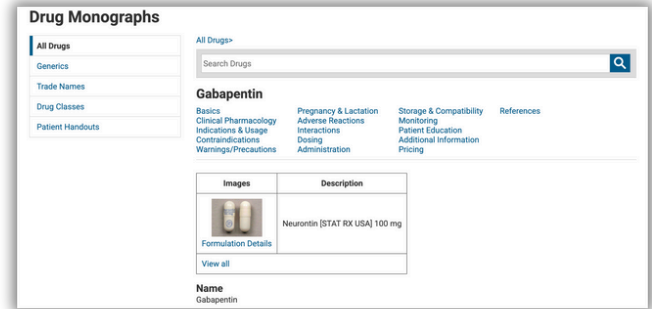 Drug Monographs
All Drugs
Generics
Trade Names
Drug Classes
Patient Handouts
All Drugs>
Search Drugs
Gabapentin
Basics
Clinical Pharmacology
Indications & Usage
Contraindications
Warnings/Precautions
Pregnancy & Lactation
Adverse Reactions
Interactions
Dosing
Administration
Storage & Compatibility
Monitoring
Patient Education
Additional Information
Pricing
References
Images Description
Neurontin [STAT RX USA] 100 mg
Formulation Details
View all
Name
Gabapentin